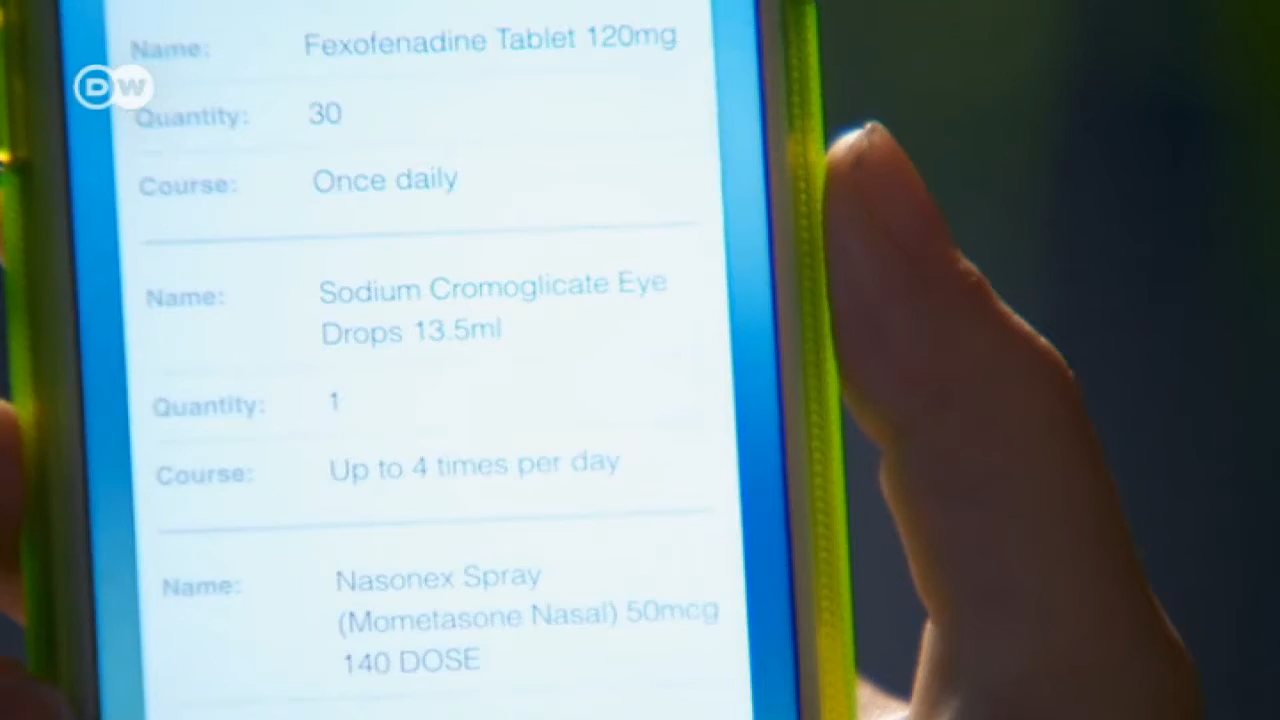 DW
Name: Fexofenadine Tablet 120mg
Quantity: 30
Course: Once daily
Name: Sodium Cromoglicate Eye
Drops 13.5ml
Quantity: 1
Course: Up to 4 times per day
Name: Nasonex Spray
(Mometasone Nasal) 50mcg
140 DOSE